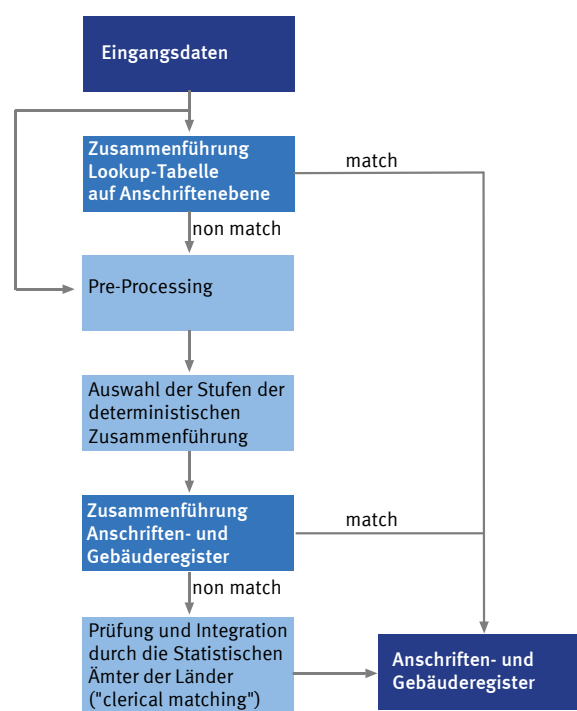 Eingangsdaten
Zusammenführung
Lookup-Tabelle
auf Anschriftenebene
match
non match
Pre-Processing
Auswahl der Stufen der
deterministischen
Zusammenführung
Zusammenführung
Anschriften- und
Gebäuderegister
match
non match
Prüfung und Integration
durch die Statistischen
Ämter der Länder
("clerical matching")
Anschriften- und
Gebäuderegister